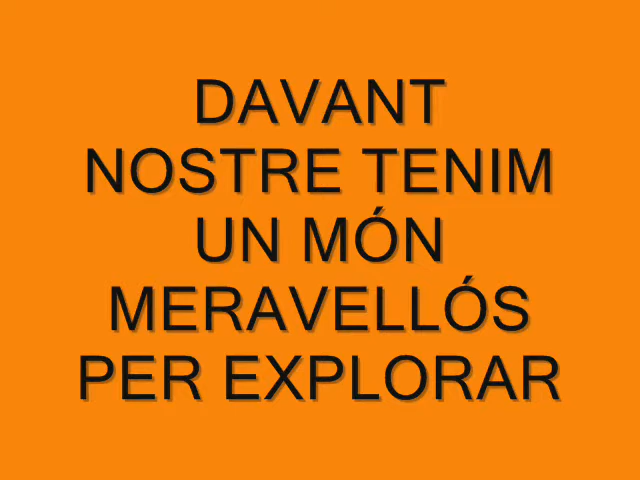 DAVANT
NOSTRE TENIM
UN MÓN
MERAVELLÓS
PER EXPLORAR